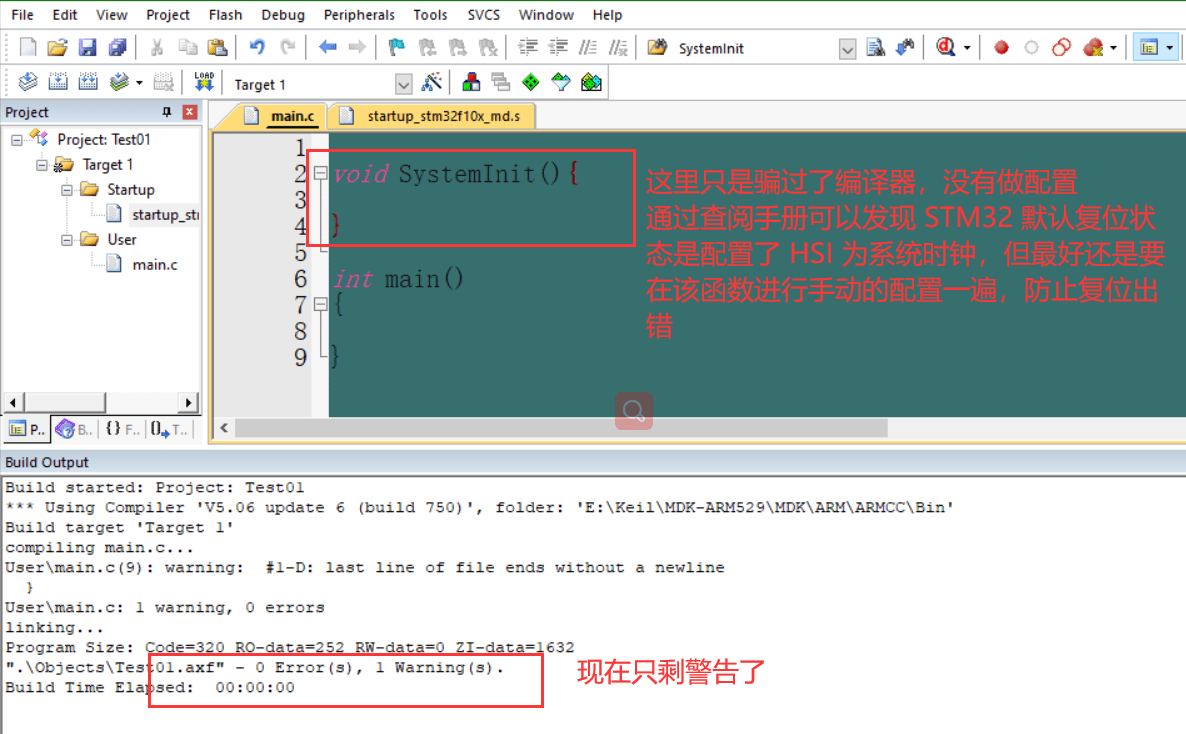 File Edit View Project Flash Debug Peripherals Tools SVCS Window Help
SystemInit
LOAD Target 1
Project
Project: Test01
Target 1
Startup
startup_st
User
main.c
P.. B.. {} F.. T..
main.c startup_stm32f10x_md.s
1
2 void SystemInit(){
3
4 }
5
6 int main()
7 {
8
9 }
这里只是骗过了编译器，没有做配置
通过查阅手册可以发现 STM32 默认复位状
态是配置了 HSI 为系统时钟，但最好还是要
在该函数进行手动的配置一遍，防止复位出
错
Build Output
Build started: Project: Test01
*** Using Compiler 'V5.06 update 6 (build 750)', folder: 'E:\Keil\MDK-ARM529\MDK\ARM\ARMCC\Bin'
Build target 'Target 1'
compiling main.c...
User\main.c(9): warning:  #1-D: last line of file ends without a newline
}
User\main.c: 1 warning, 0 errors
linking...
Program Size: Code=320 RO-data=252 RW-data=0 ZI-data=1632
".\Objects\Test01.axf" - 0 Error(s), 1 Warning(s).
Build Time Elapsed:  00:00:00
现在只剩警告了